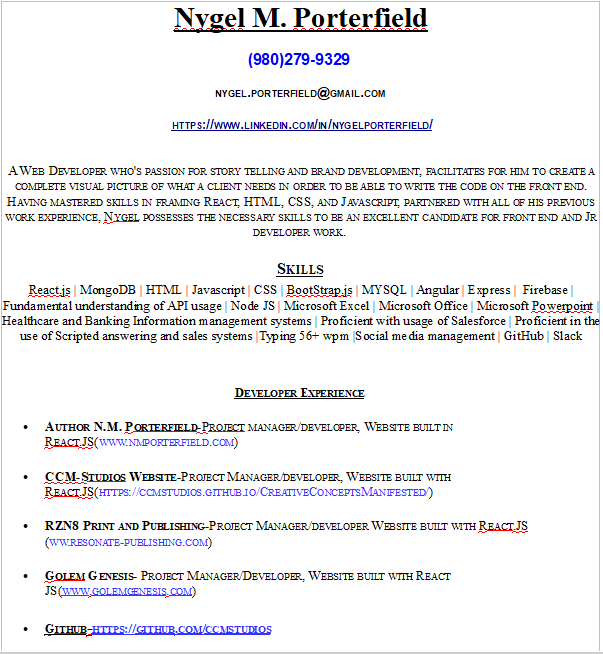 Nygel M. Porterfield
(980)279-9329
NYGEL.PORTERFIELD@GMAIL.COM
HTTPS://WWW.LINKEDIN.COM/IN/NYGELPORTERFIELD/
A WEB DEVELOPER WHO'S PASSION FOR STORY TELLING AND BRAND DEVELOPMENT, FACILITATES FOR HIM TO CREATE A
COMPLETE VISUAL PICTURE OF WHAT A CLIENT NEEDS IN ORDER TO BE ABLE TO WRITE THE CODE ON THE FRONT END.
HAVING MASTERED SKILLS IN FRAMING REACT, HTML, CSS, AND JAVASCRIPT, PARTNERED WITH ALL OF HIS PREVIOUS
WORK EXPERIENCE, NYGEL POSSESSES THE NECESSARY SKILLS TO BE AN EXCELLENT CANDIDATE FOR FRONT END AND JR
DEVELOPER WORK.
SKILLS
React.js | MongoDB | HTML | Javascript | CSS | BootStrap.js | MYSQL | Angular | Express | Firebase |
Fundamental understanding of API usage | Node JS | Microsoft Excel | Microsoft Office | Microsoft Powerpoint |
Healthcare and Banking Information management systems | Proficient with usage of Salesforce | Proficient in the
use of Scripted answering and sales systems |Typing 56+ wpm |Social media management | GitHub | Slack
DEVELOPER EXPERIENCE
• AUTHOR N.M. PORTERFIELD-PROJECT MANAGER/DEVELOPER, WEBSITE BUILT IN
REACT.JS(WWW.NMPORTERFIELD.COM)
• CCM-STUDIOS WEBSITE-PROJECT MANAGER/DEVELOPER, WEBSITE BUILT WITH
REACT.JS(HTTPS://CCMSTUDIOS.GITHUB.IO/CREATIVECONCEPTSMANIFESTED/)
• RZN8 PRINT AND PUBLISHING-PROJECT MANAGER/DEVELOPER WEBSITE BUILT WITH REACT.JS
(WW.RESONATE-PUBLISHING.COM)
• GOLEM GENESIS- PROJECT MANAGER/DEVELOPER, WEBSITE BUILT WITH REACT
JS(WWW.GOLEMGENESIS.COM)
• GITHUB-HTTPS://GITHUB.COM/CCMSTUDIOS